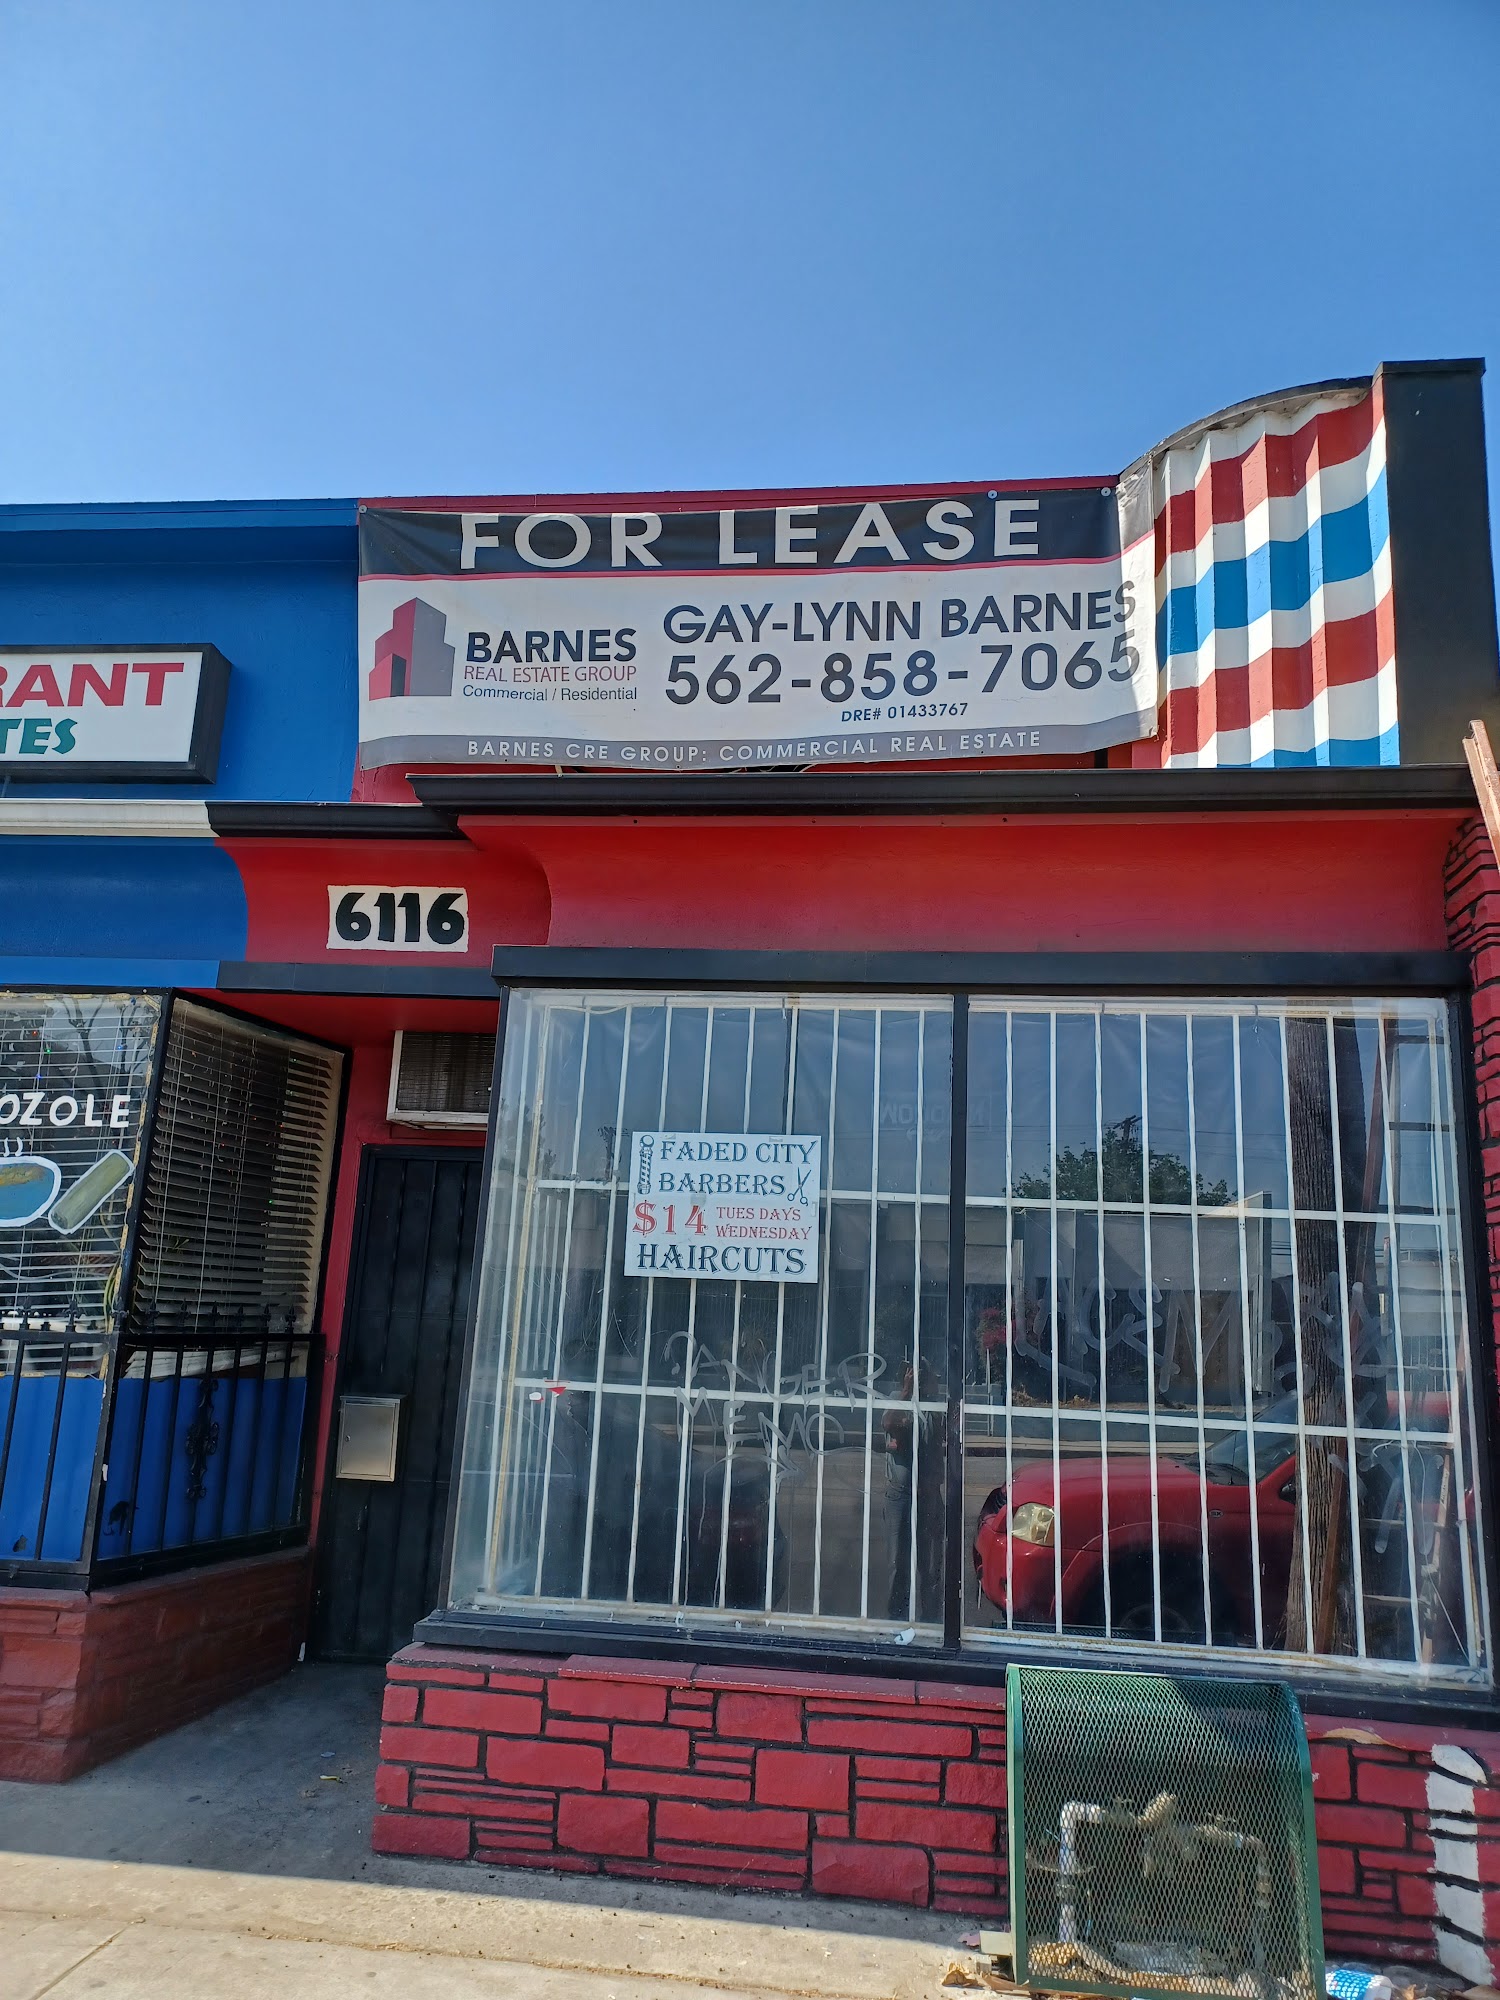 FOR LEASE
BARNES
REAL ESTATE GROUP
Commercial / Residential
GAY-LYNN BARNES
562-858-7065
DRE# 01433767
BARNES CRE GROUP: COMMERCIAL REAL ESTATE
RANT
TES
6116
OZOLE
FADED CITY
BARBERS
$14 TUES DAYS
WEDNESDAY
HAIRCUTS